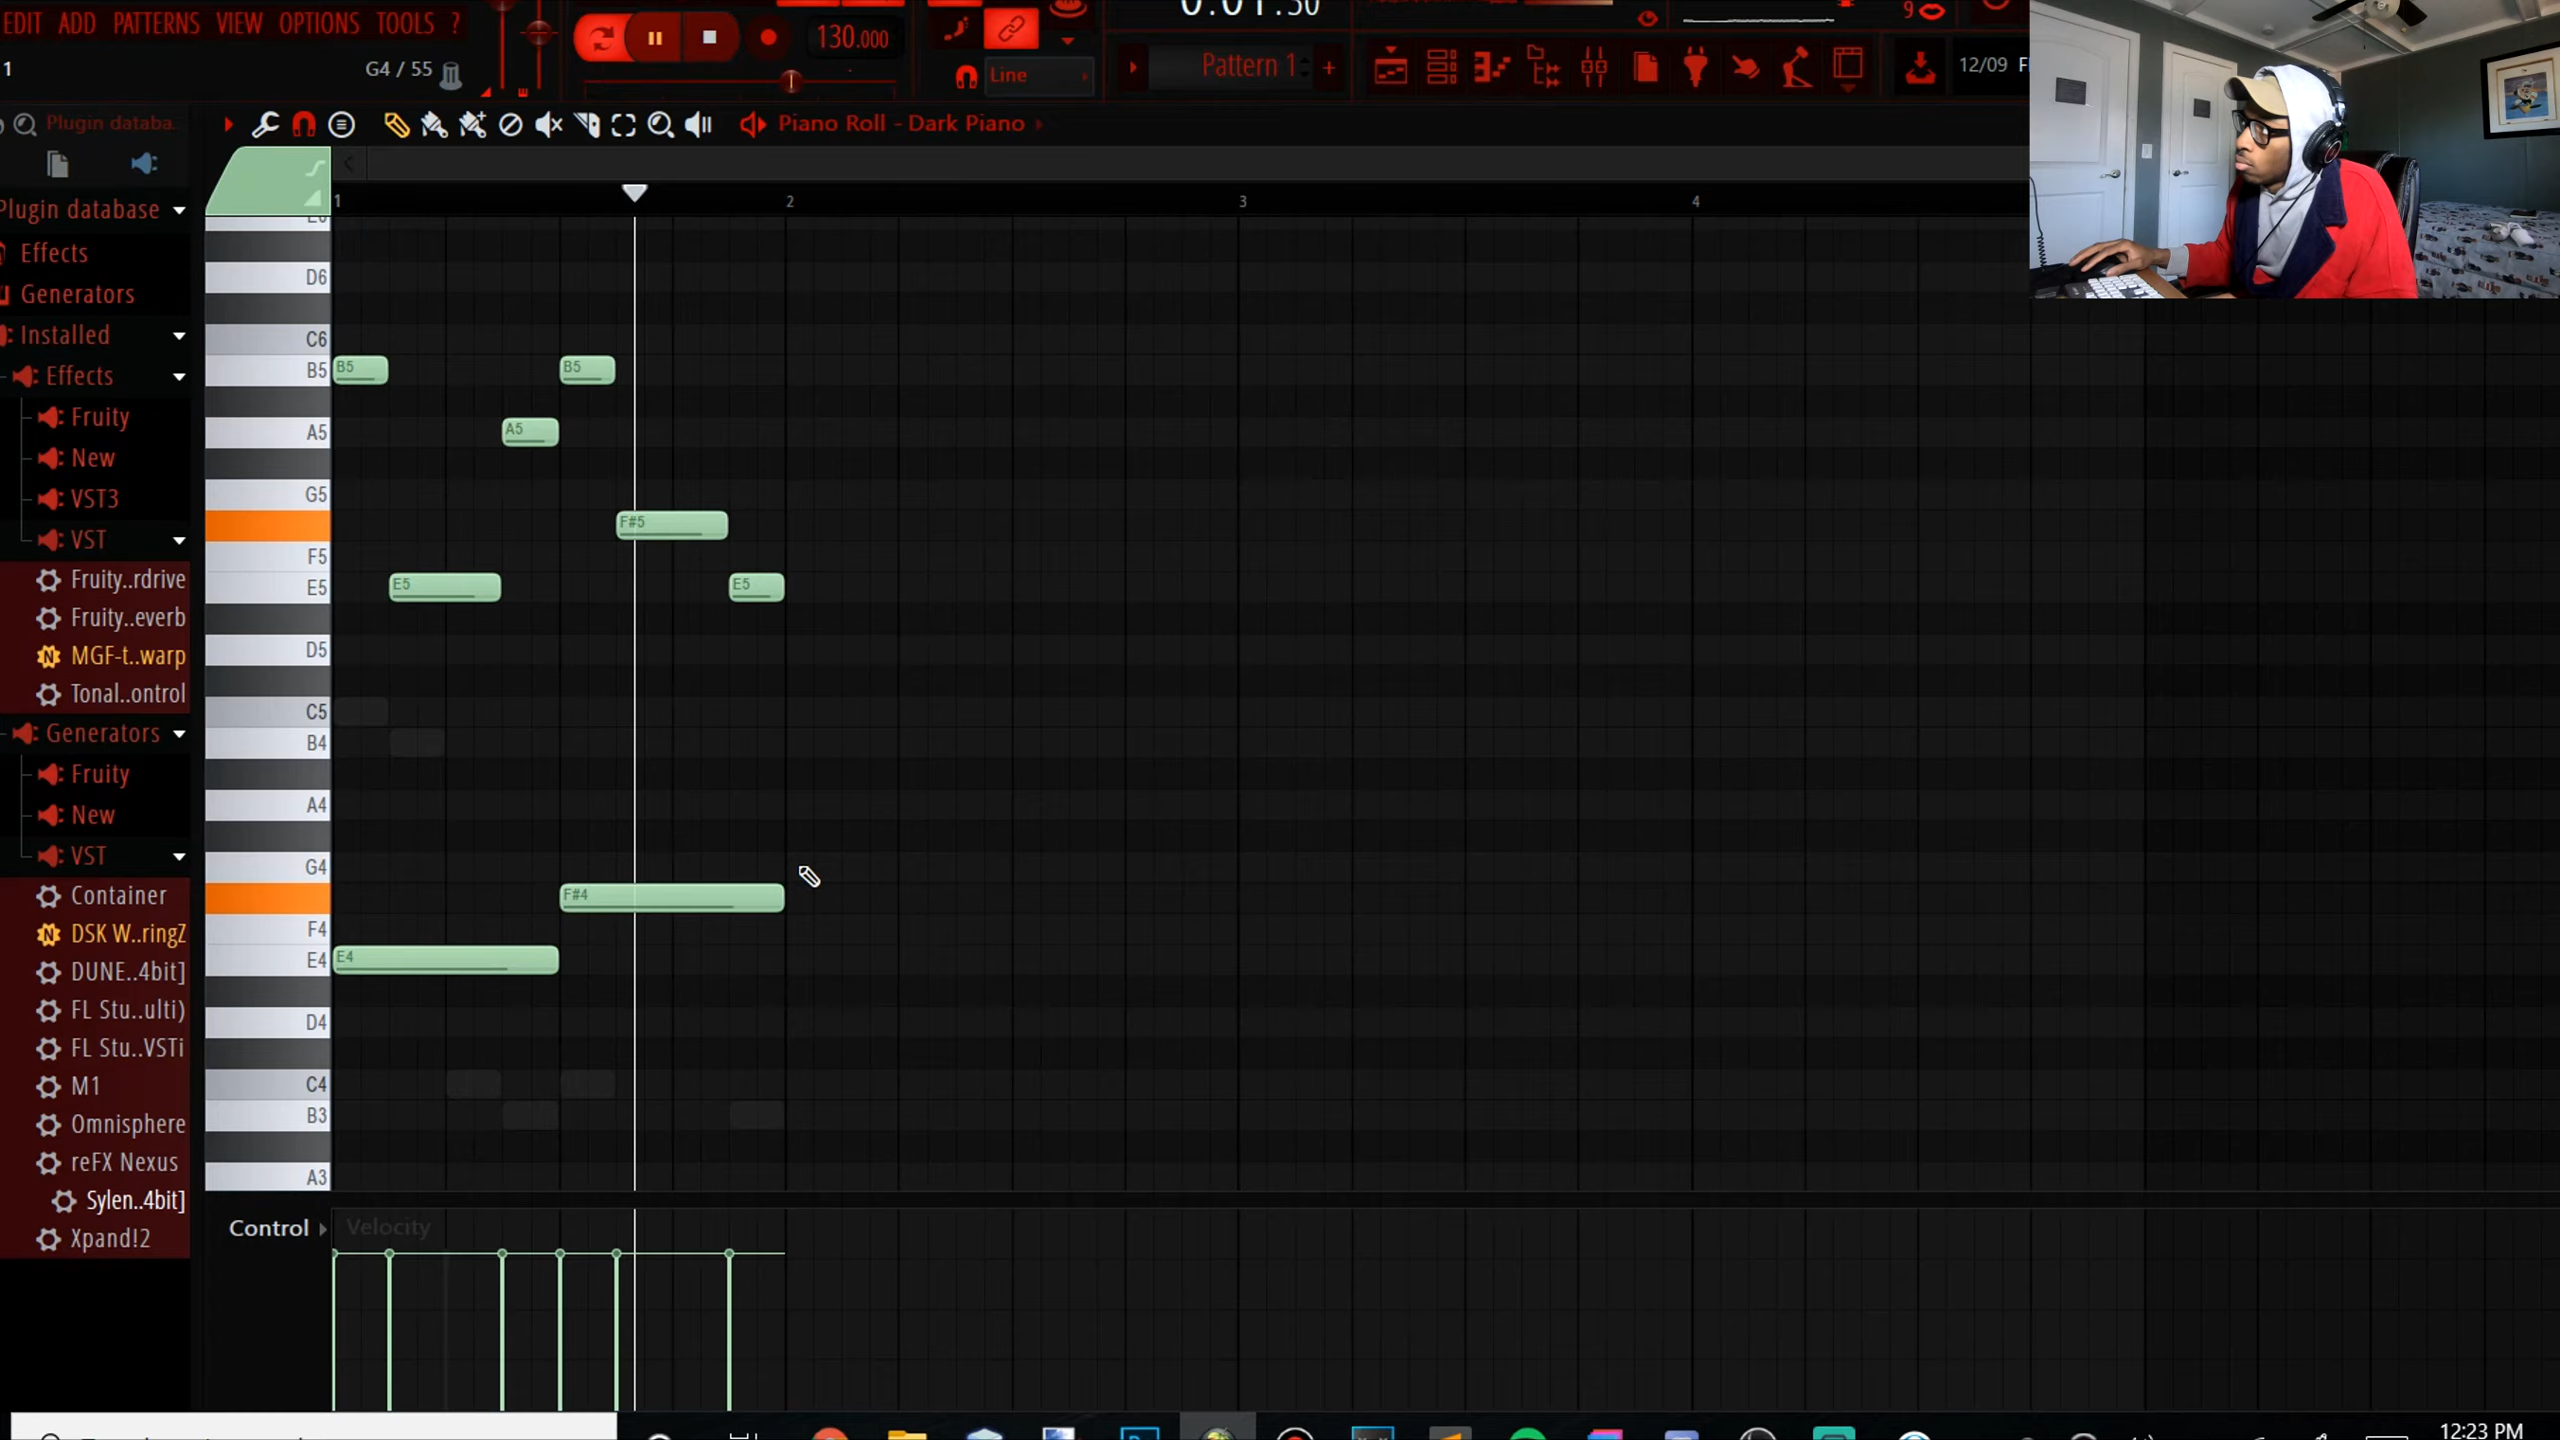 EDIT ADD PATTERNS VIEW OPTIONS TOOLS ?
1
G4 / 55
130.000
Line
Pattern 1
+
9
12/09
Plugin databa
Piano Roll - Dark Piano
Plugin database
Effects
Generators
Installed
Effects
Fruity
New
VST3
VST
Fruity..rdrive
Fruity..everb
MGF-t..warp
Tonal..ontrol
Generators
Fruity
New
VST
Container
DSK W..ringZ
DUNE..4bit]
FL Stu..ulti)
FL Stu..VSTi
M1
Omnisphere
reFX Nexus
Sylen..4bit]
Xpand!2
1
2
3
4
D6
C6
B5
A5
G5
F5
E5
D5
C5
B4
A4
G4
F4
E4
D4
C4
B3
A3
B5
B5
A5
F#5
E5
E5
F#4
E4
Control
Velocity
12:23 PM